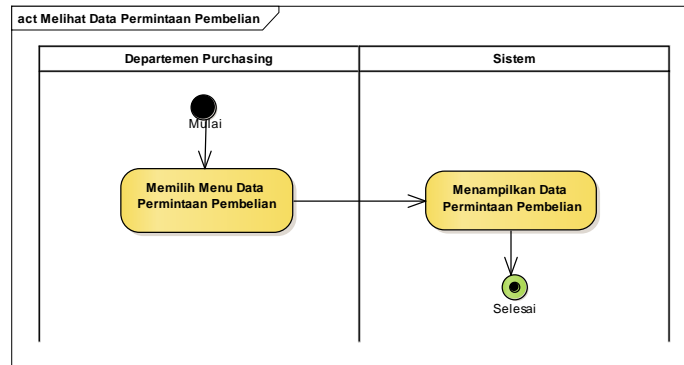 act Melihat Data Permintaan Pembelian
Departemen Purchasing
Sistem
Mulai
Memilih Menu Data
Permintaan Pembelian
Menampilkan Data
Permintaan Pembelian
Selesai